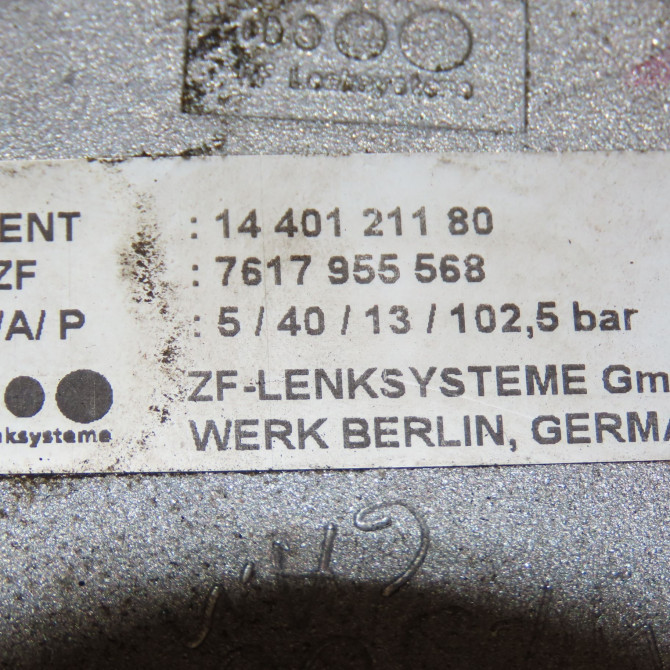 ZF Lenksysteme
ENT : 14 401 211 80
ZF : 7617 955 568
/A/ P : 5 / 40 / 13 / 102,5 bar
ZF-LENKSYSTEME Gm
nksysteme WERK BERLIN, GERMA